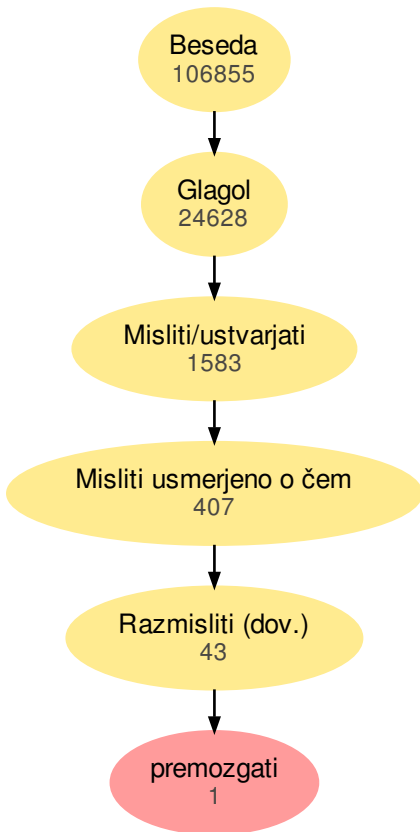 Beseda
106855
Glagol
24628
Misliti/ustvarjati
1583
Misliti usmerjeno o čem
407
Razmisliti (dov.)
43
premozgati
1